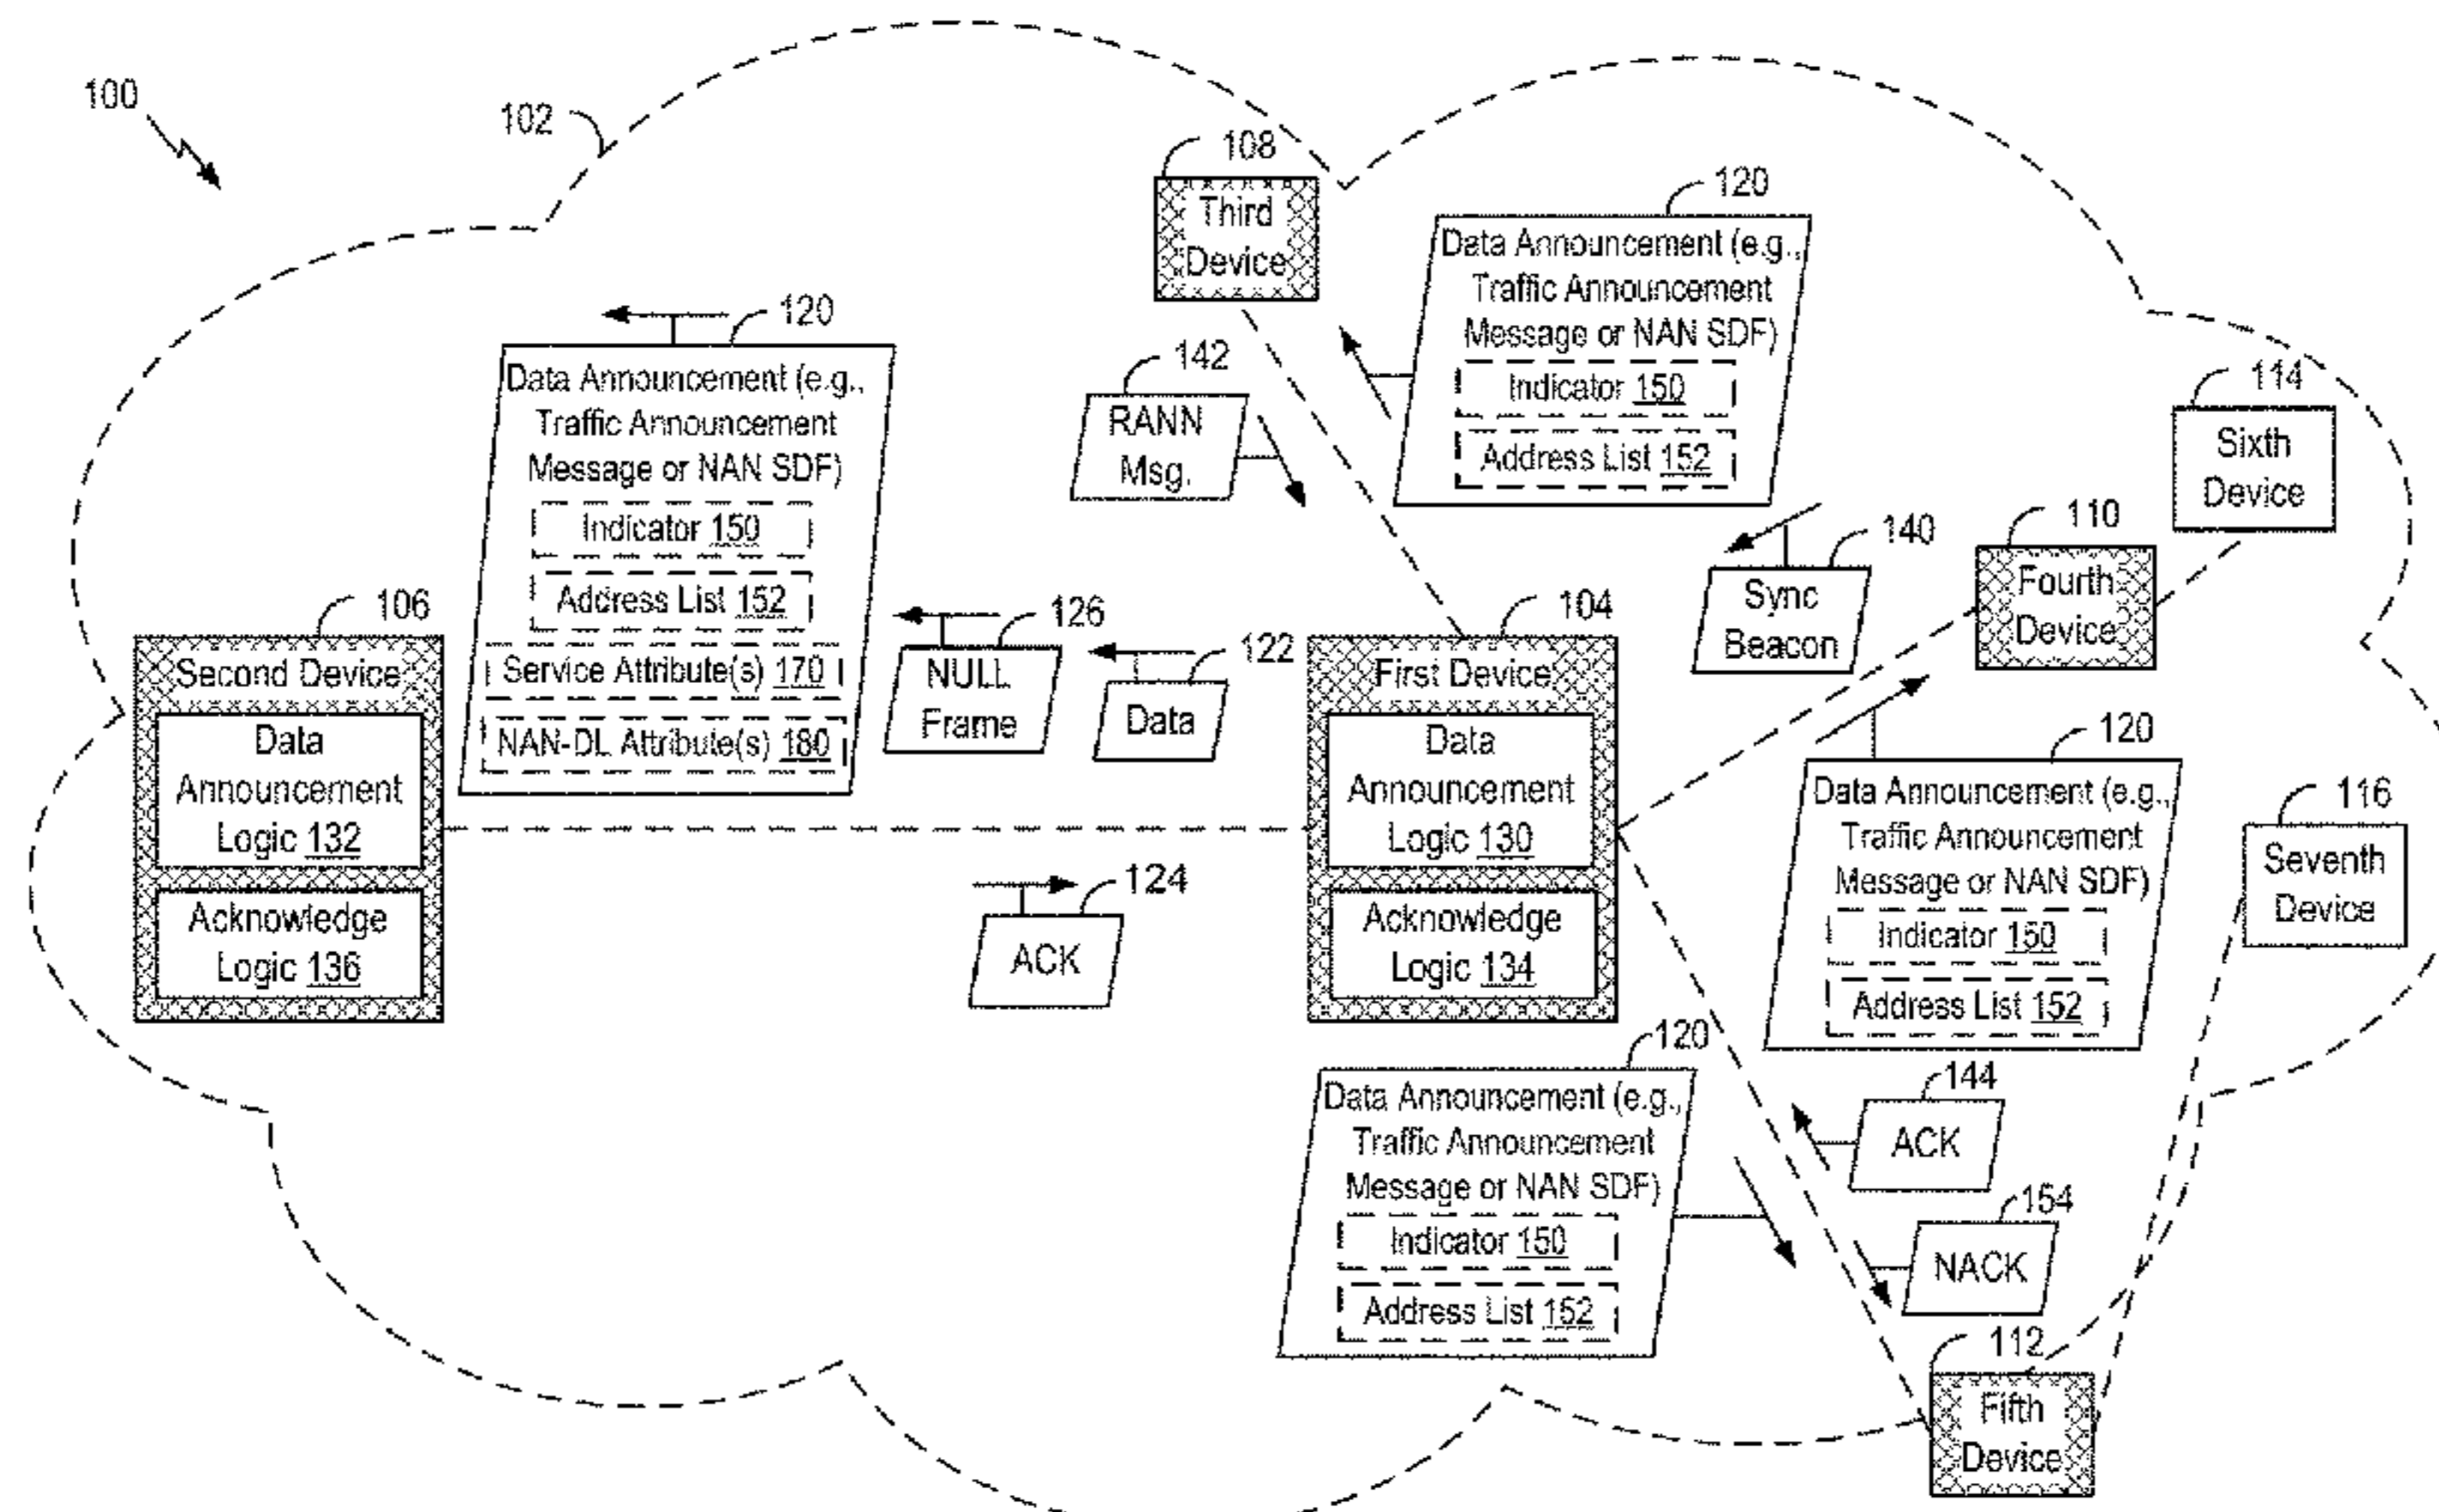 100
102
108
Third
Device
120
Data Announcement (e.g.,
Traffic Announcement
Message or NAN SDF)
Indicator 150
Address List 152
120
Data Announcement (e.g.,
Traffic Announcement
Message or NAN SDF)
Indicator 150
Address List 152
Service Attribute(s) 170
NAN-DL Attribute(s) 180
142
RANN
Msg.
114
Sixth
Device
110
Fourth
Device
140
Sync
Beacon
106
Second Device
Data
Announcement
Logic 132
Acknowledge
Logic 136
126
NULL
Frame
122
Data
104
First Device
Data
Announcement
Logic 130
Acknowledge
Logic 134
124
ACK
120
Data Announcement (e.g.,
Traffic Announcement
Message or NAN SDF)
Indicator 150
Address List 152
116
Seventh
Device
120
Data Announcement (e.g.,
Traffic Announcement
Message or NAN SDF)
Indicator 150
Address List 152
144
ACK
154
NACK
112
Fifth
Device